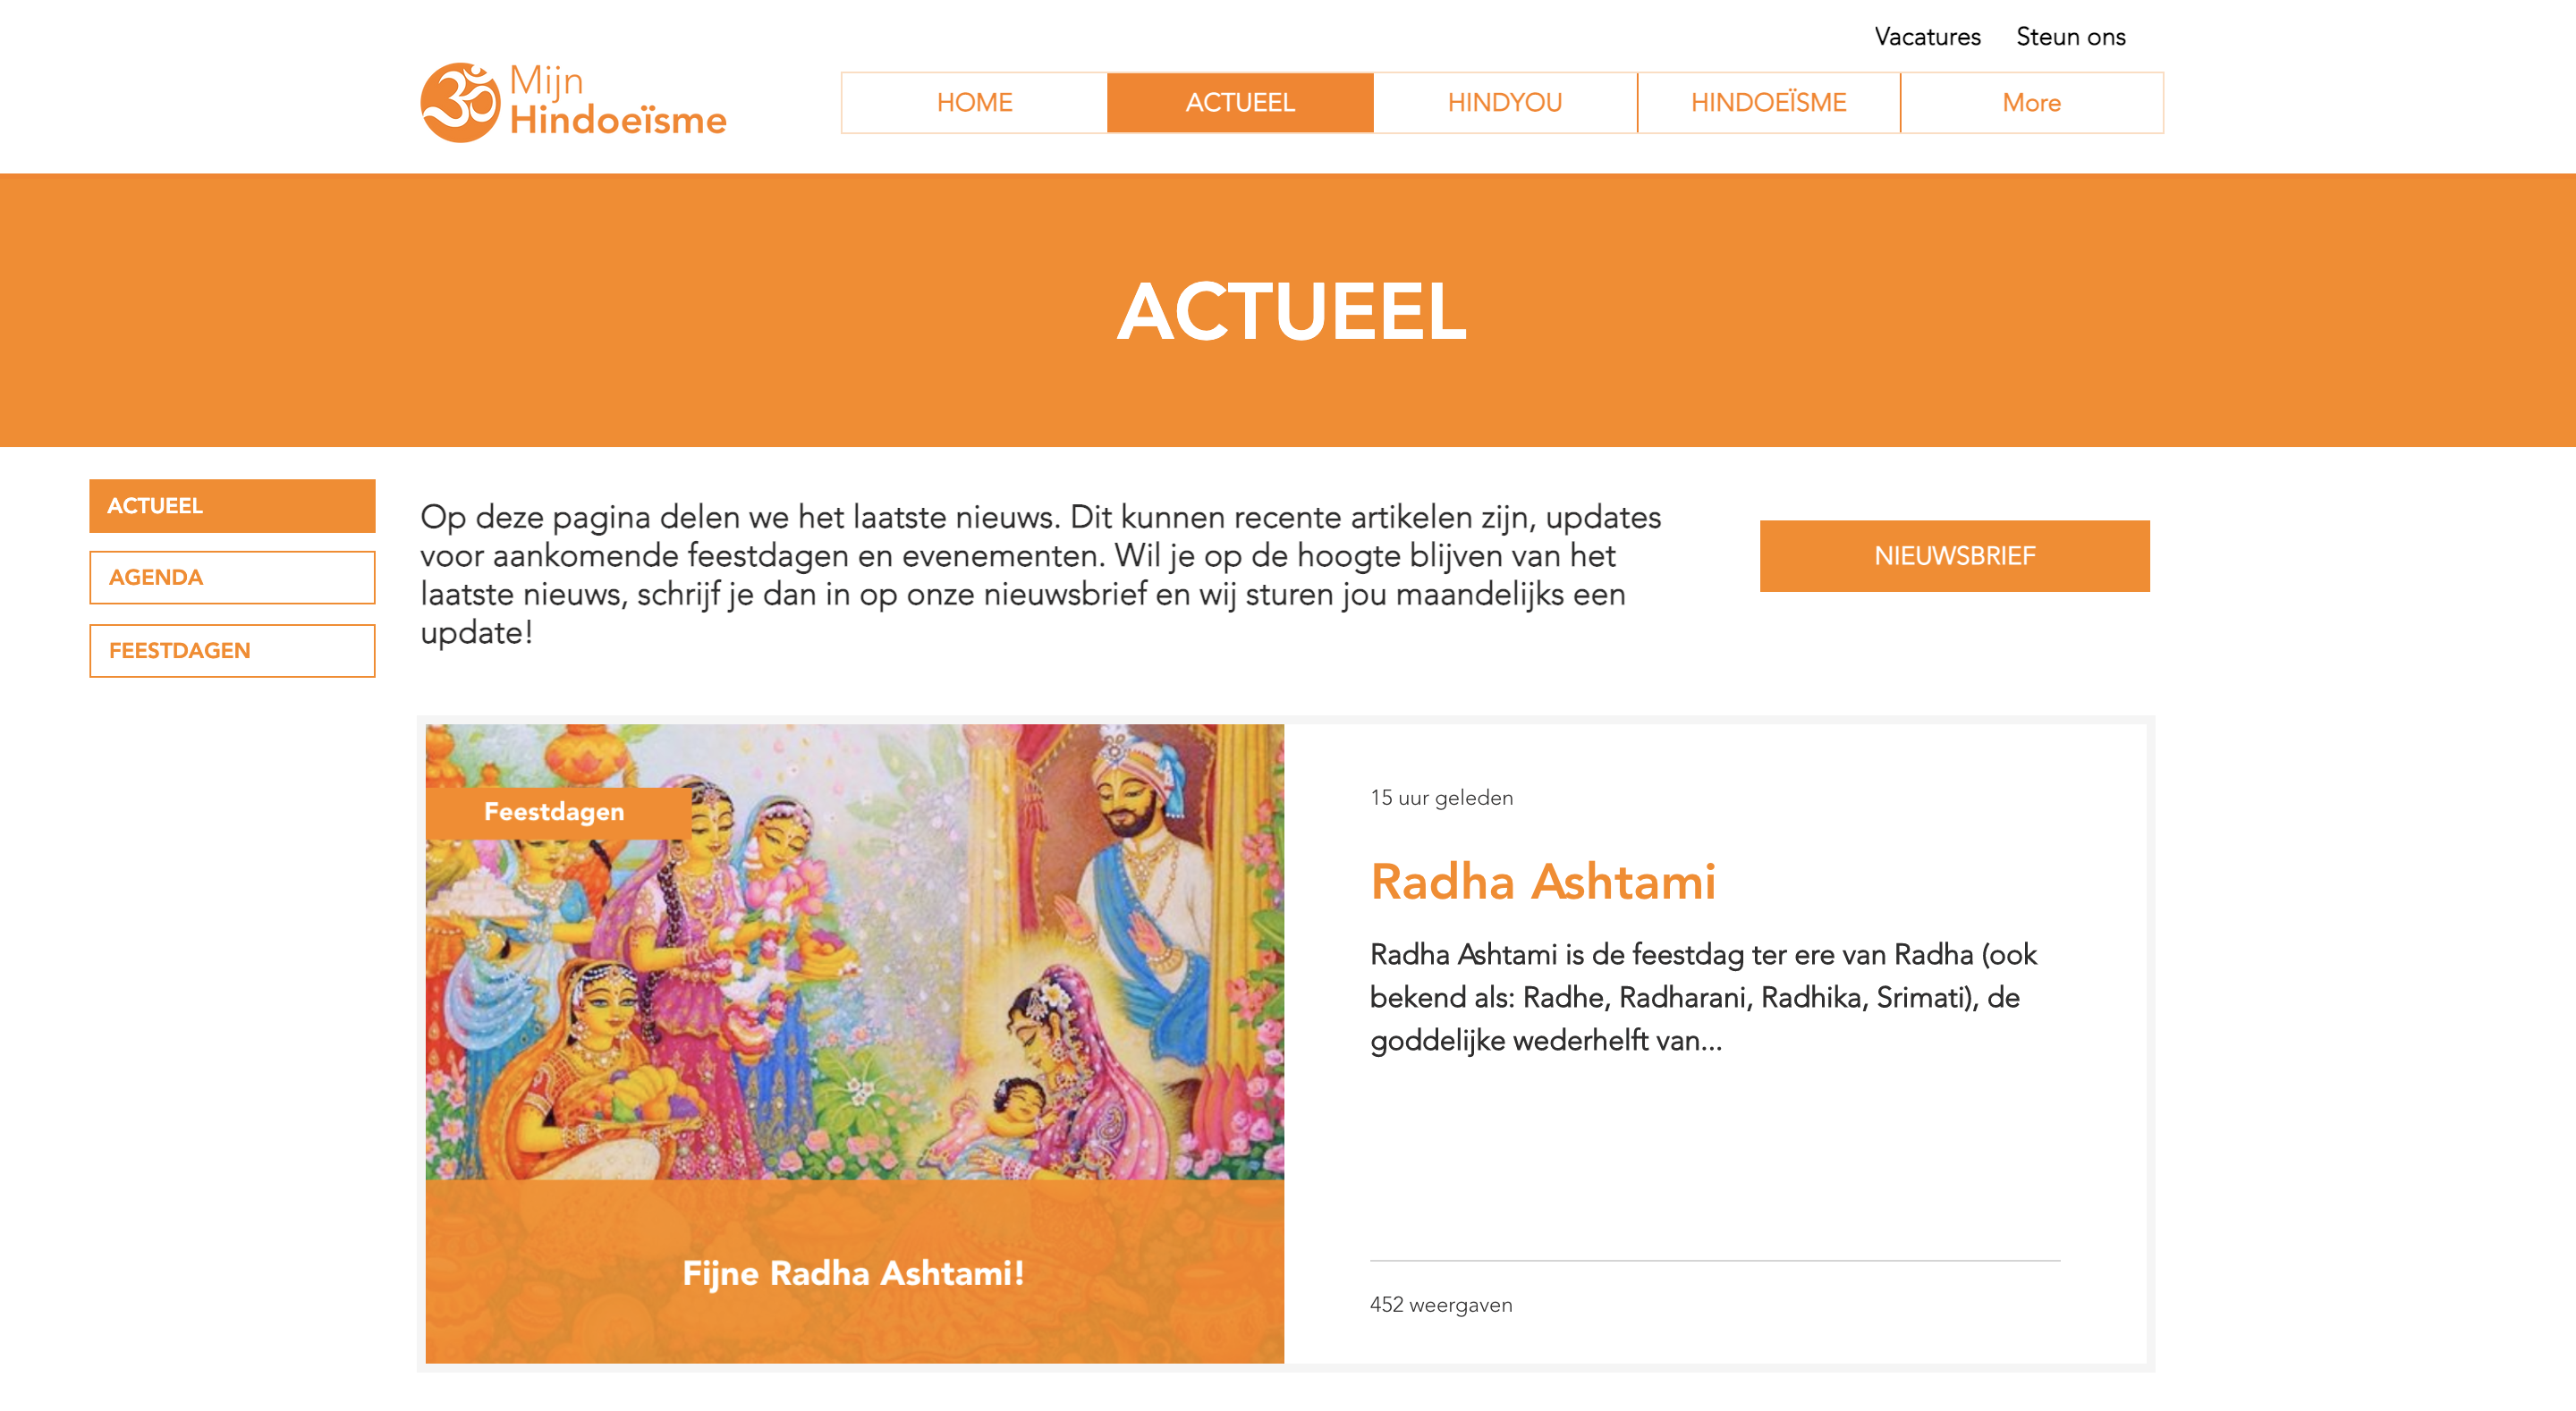 Vacatures Steun ons
Mijn
Hindoeïsme
HOME ACTUEEL HINDYOU HINDOEÏSME More
ACTUEEL
ACTUEEL
AGENDA
FEESTDAGEN
Op deze pagina delen we het laatste nieuws. Dit kunnen recente artikelen zijn, updates
voor aankomende feestdagen en evenementen. Wil je op de hoogte blijven van het
laatste nieuws, schrijf je dan in op onze nieuwsbrief en wij sturen jou maandelijks een
update!
NIEUWSBRIEF
Feestdagen
Fijne Radha Ashtami!
15 uur geleden
Radha Ashtami
Radha Ashtami is de feestdag ter ere van Radha (ook
bekend als: Radhe, Radharani, Radhika, Srimati), de
goddelijke wederhelft van...
452 weergaven